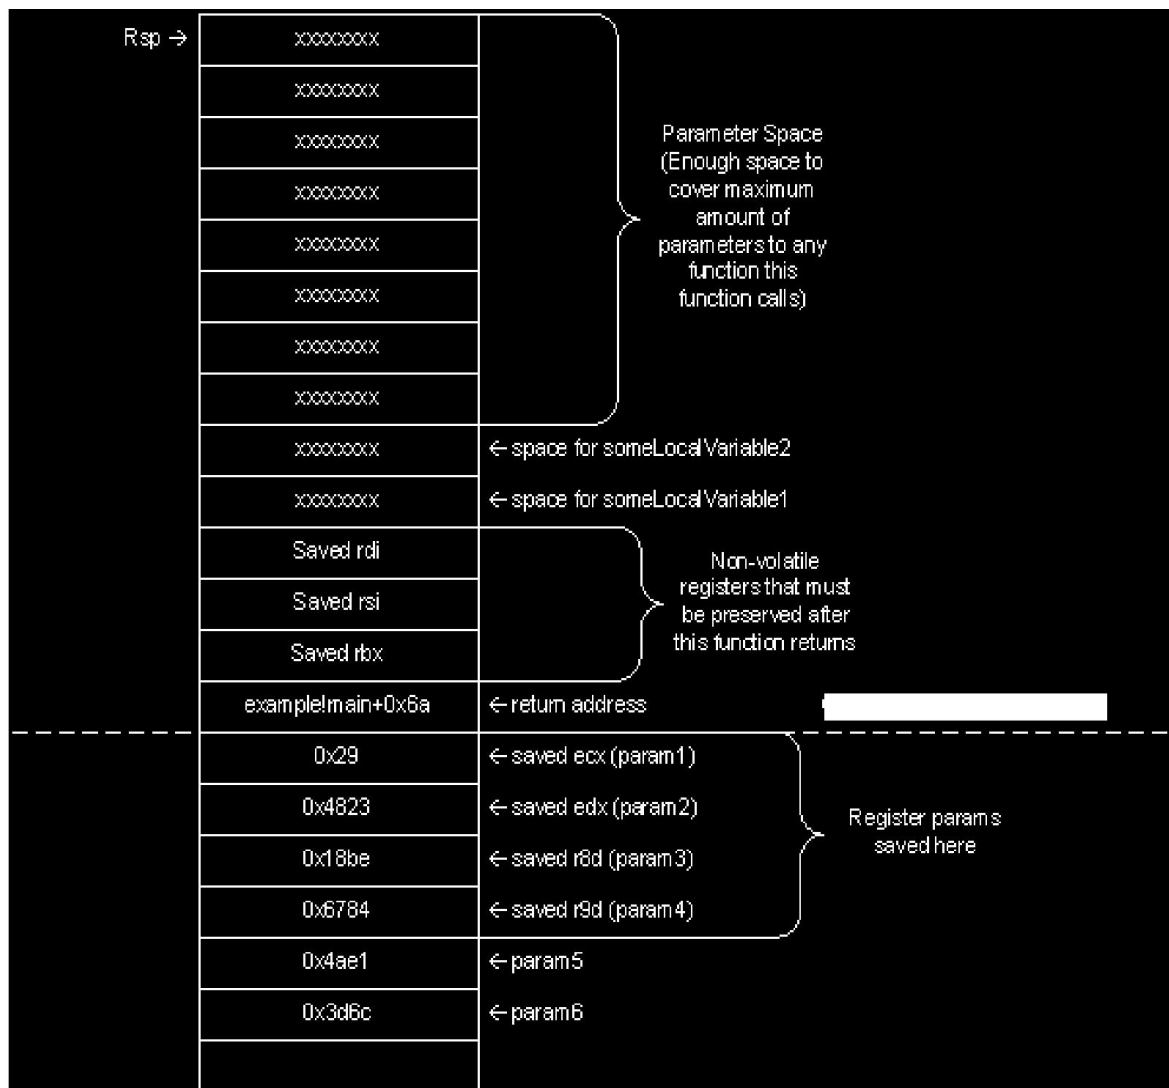 Rsp → xxxxxxxx
xxxxxxxx
xxxxxxxx
xxxxxxxx
xxxxxxxx
xxxxxxxx
xxxxxxxx
xxxxxxxx
Parameter Space
(Enough space to
cover maximum
amount of
parameters to any
function this
function calls)
xxxxxxxx ← space for someLocalVariable2
xxxxxxxx ← space for someLocalVariable1
Saved rdi
Saved rsi
Saved rbx
Non-volatile
registers that must
be preserved after
this function returns
example!main+0x6a ← return address
0x29 ← saved ecx (param1)
0x4823 ← saved edx (param2)
0x18be ← saved r8d (param3)
0x6784 ← saved r9d (param4)
Register params
saved here
0x4ae1 ← param5
0x3d6c ← param6